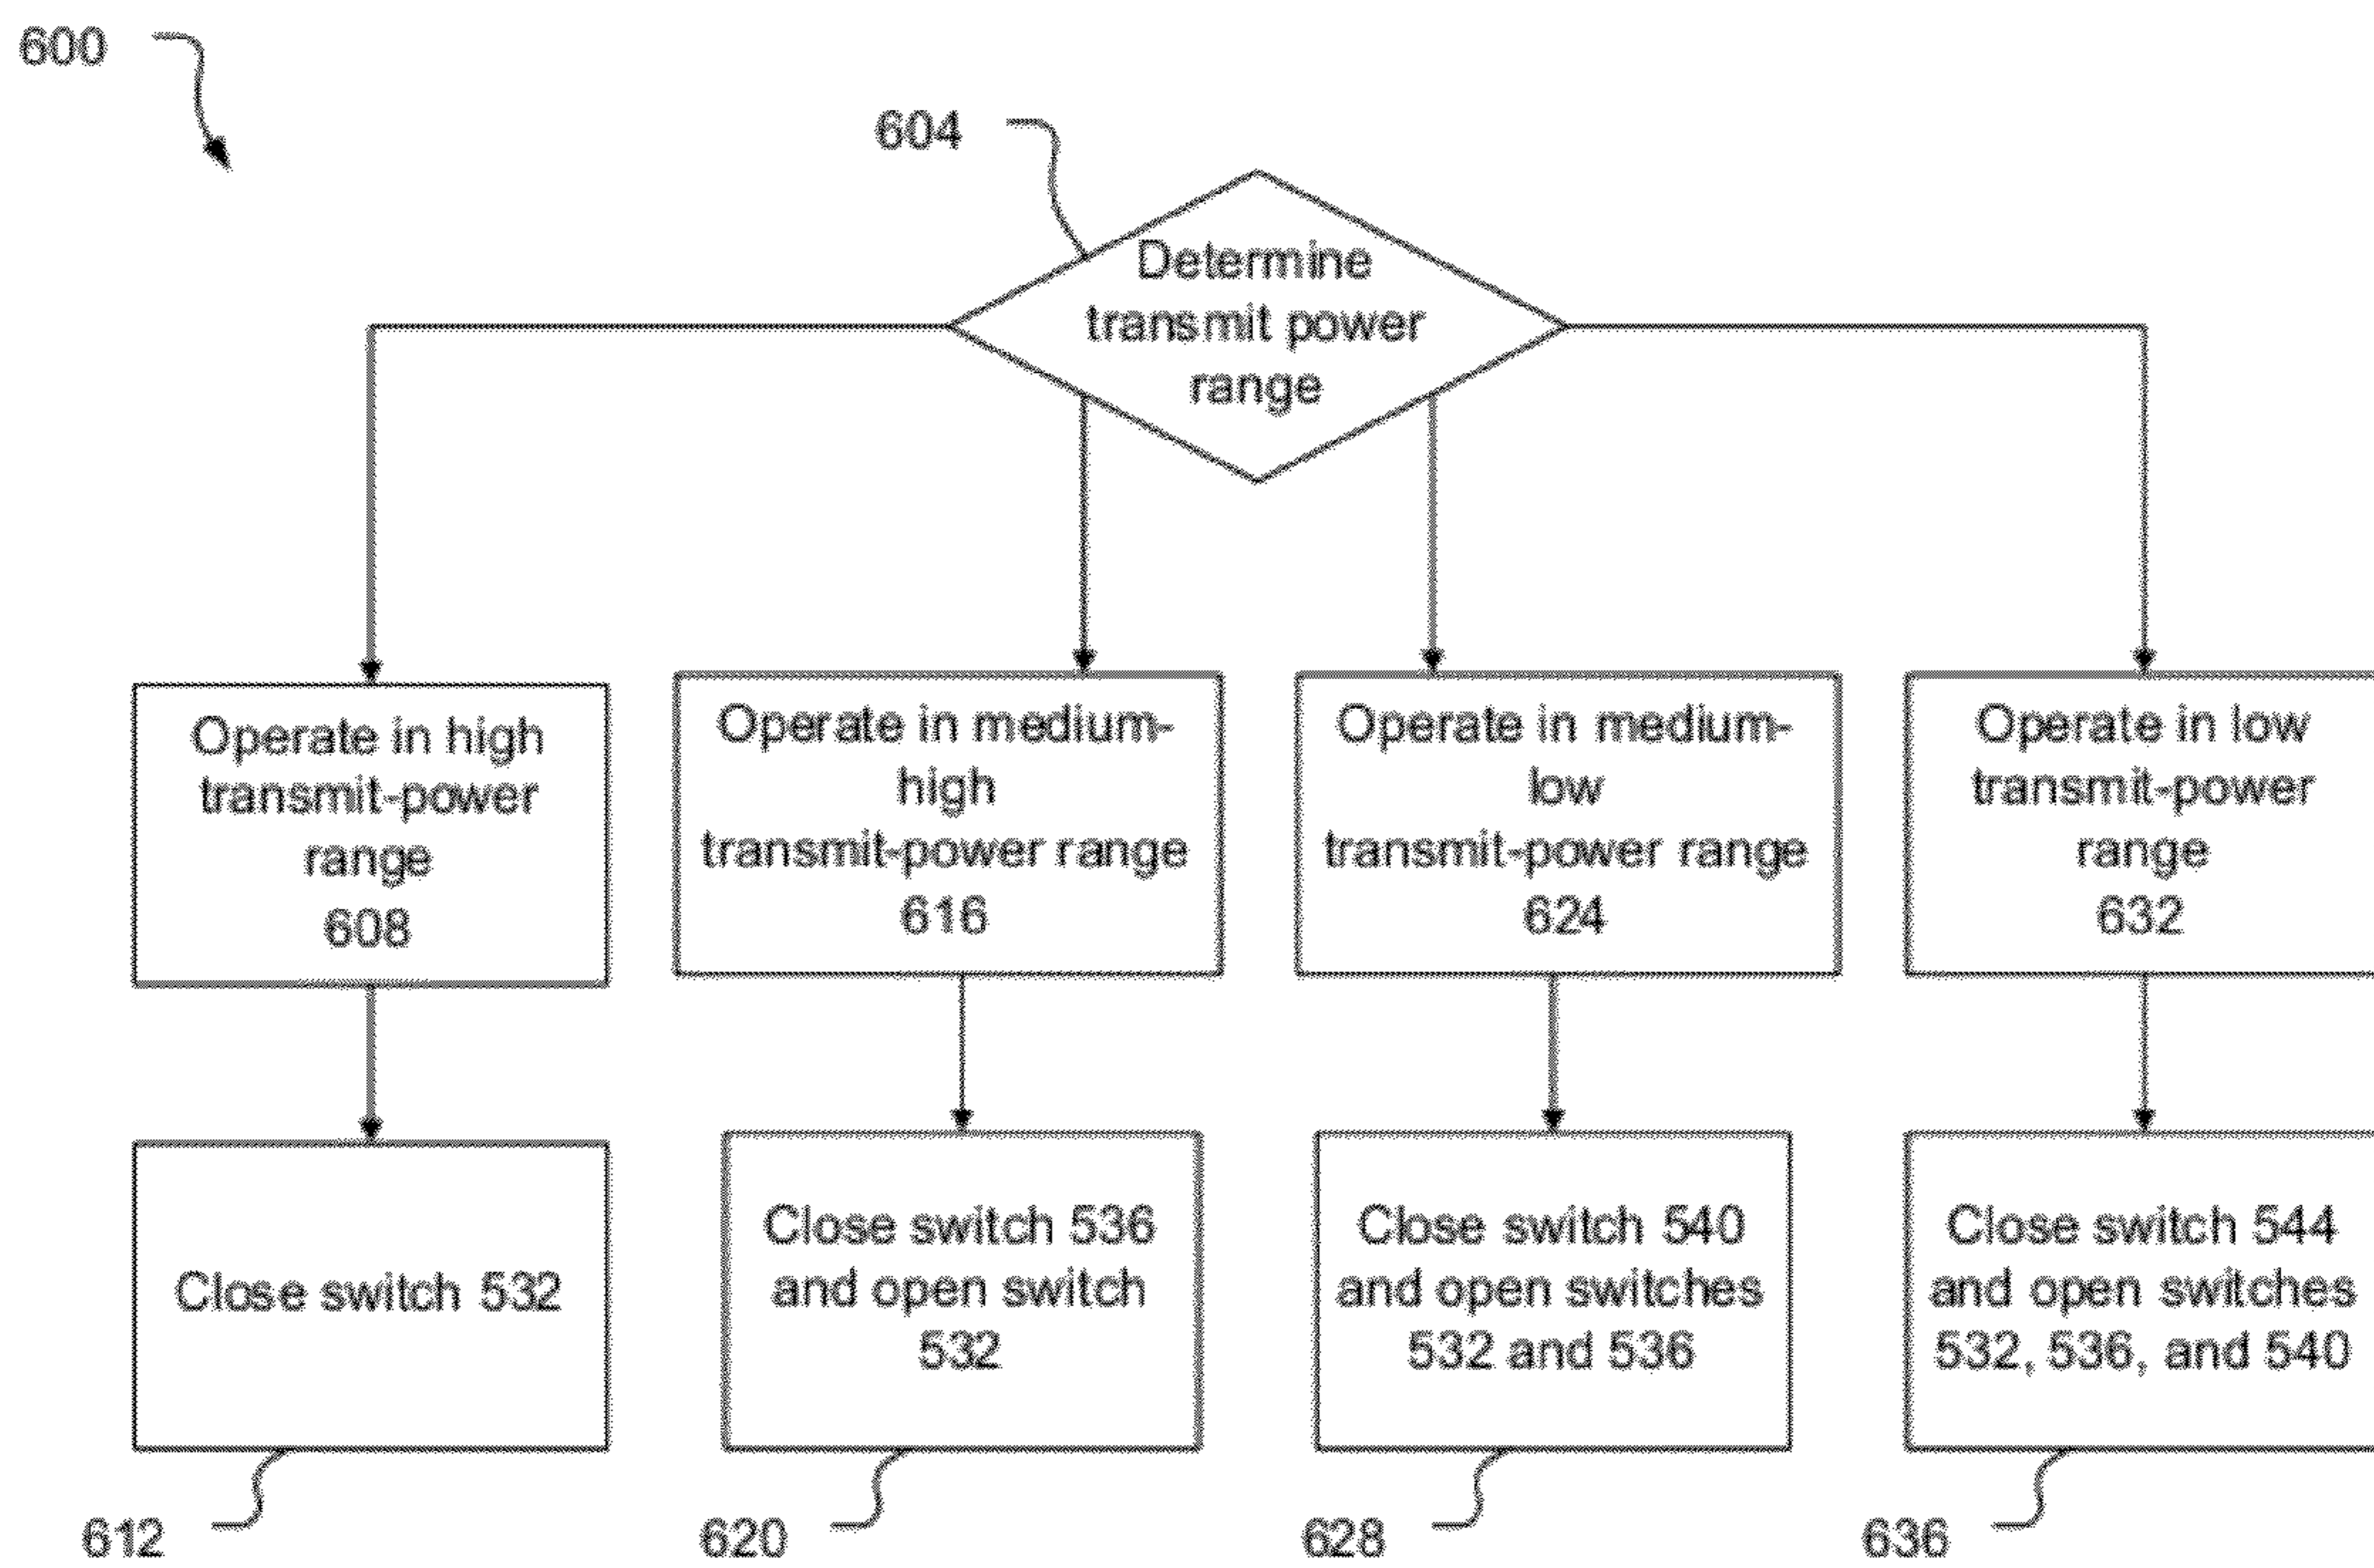 600
604
Determine
transmit power
range
Operate in high
transmit-power
range
608
Operate in medium-
high
transmit-power range
616
Operate in medium-
low
transmit-power range
624
Operate in low
transmit-power
range
632
Close switch 532
Close switch 536
and open switch
532
Close switch 540
and open switches
532 and 536
Close switch 544
and open switches
532, 536, and 540
612
620
628
636